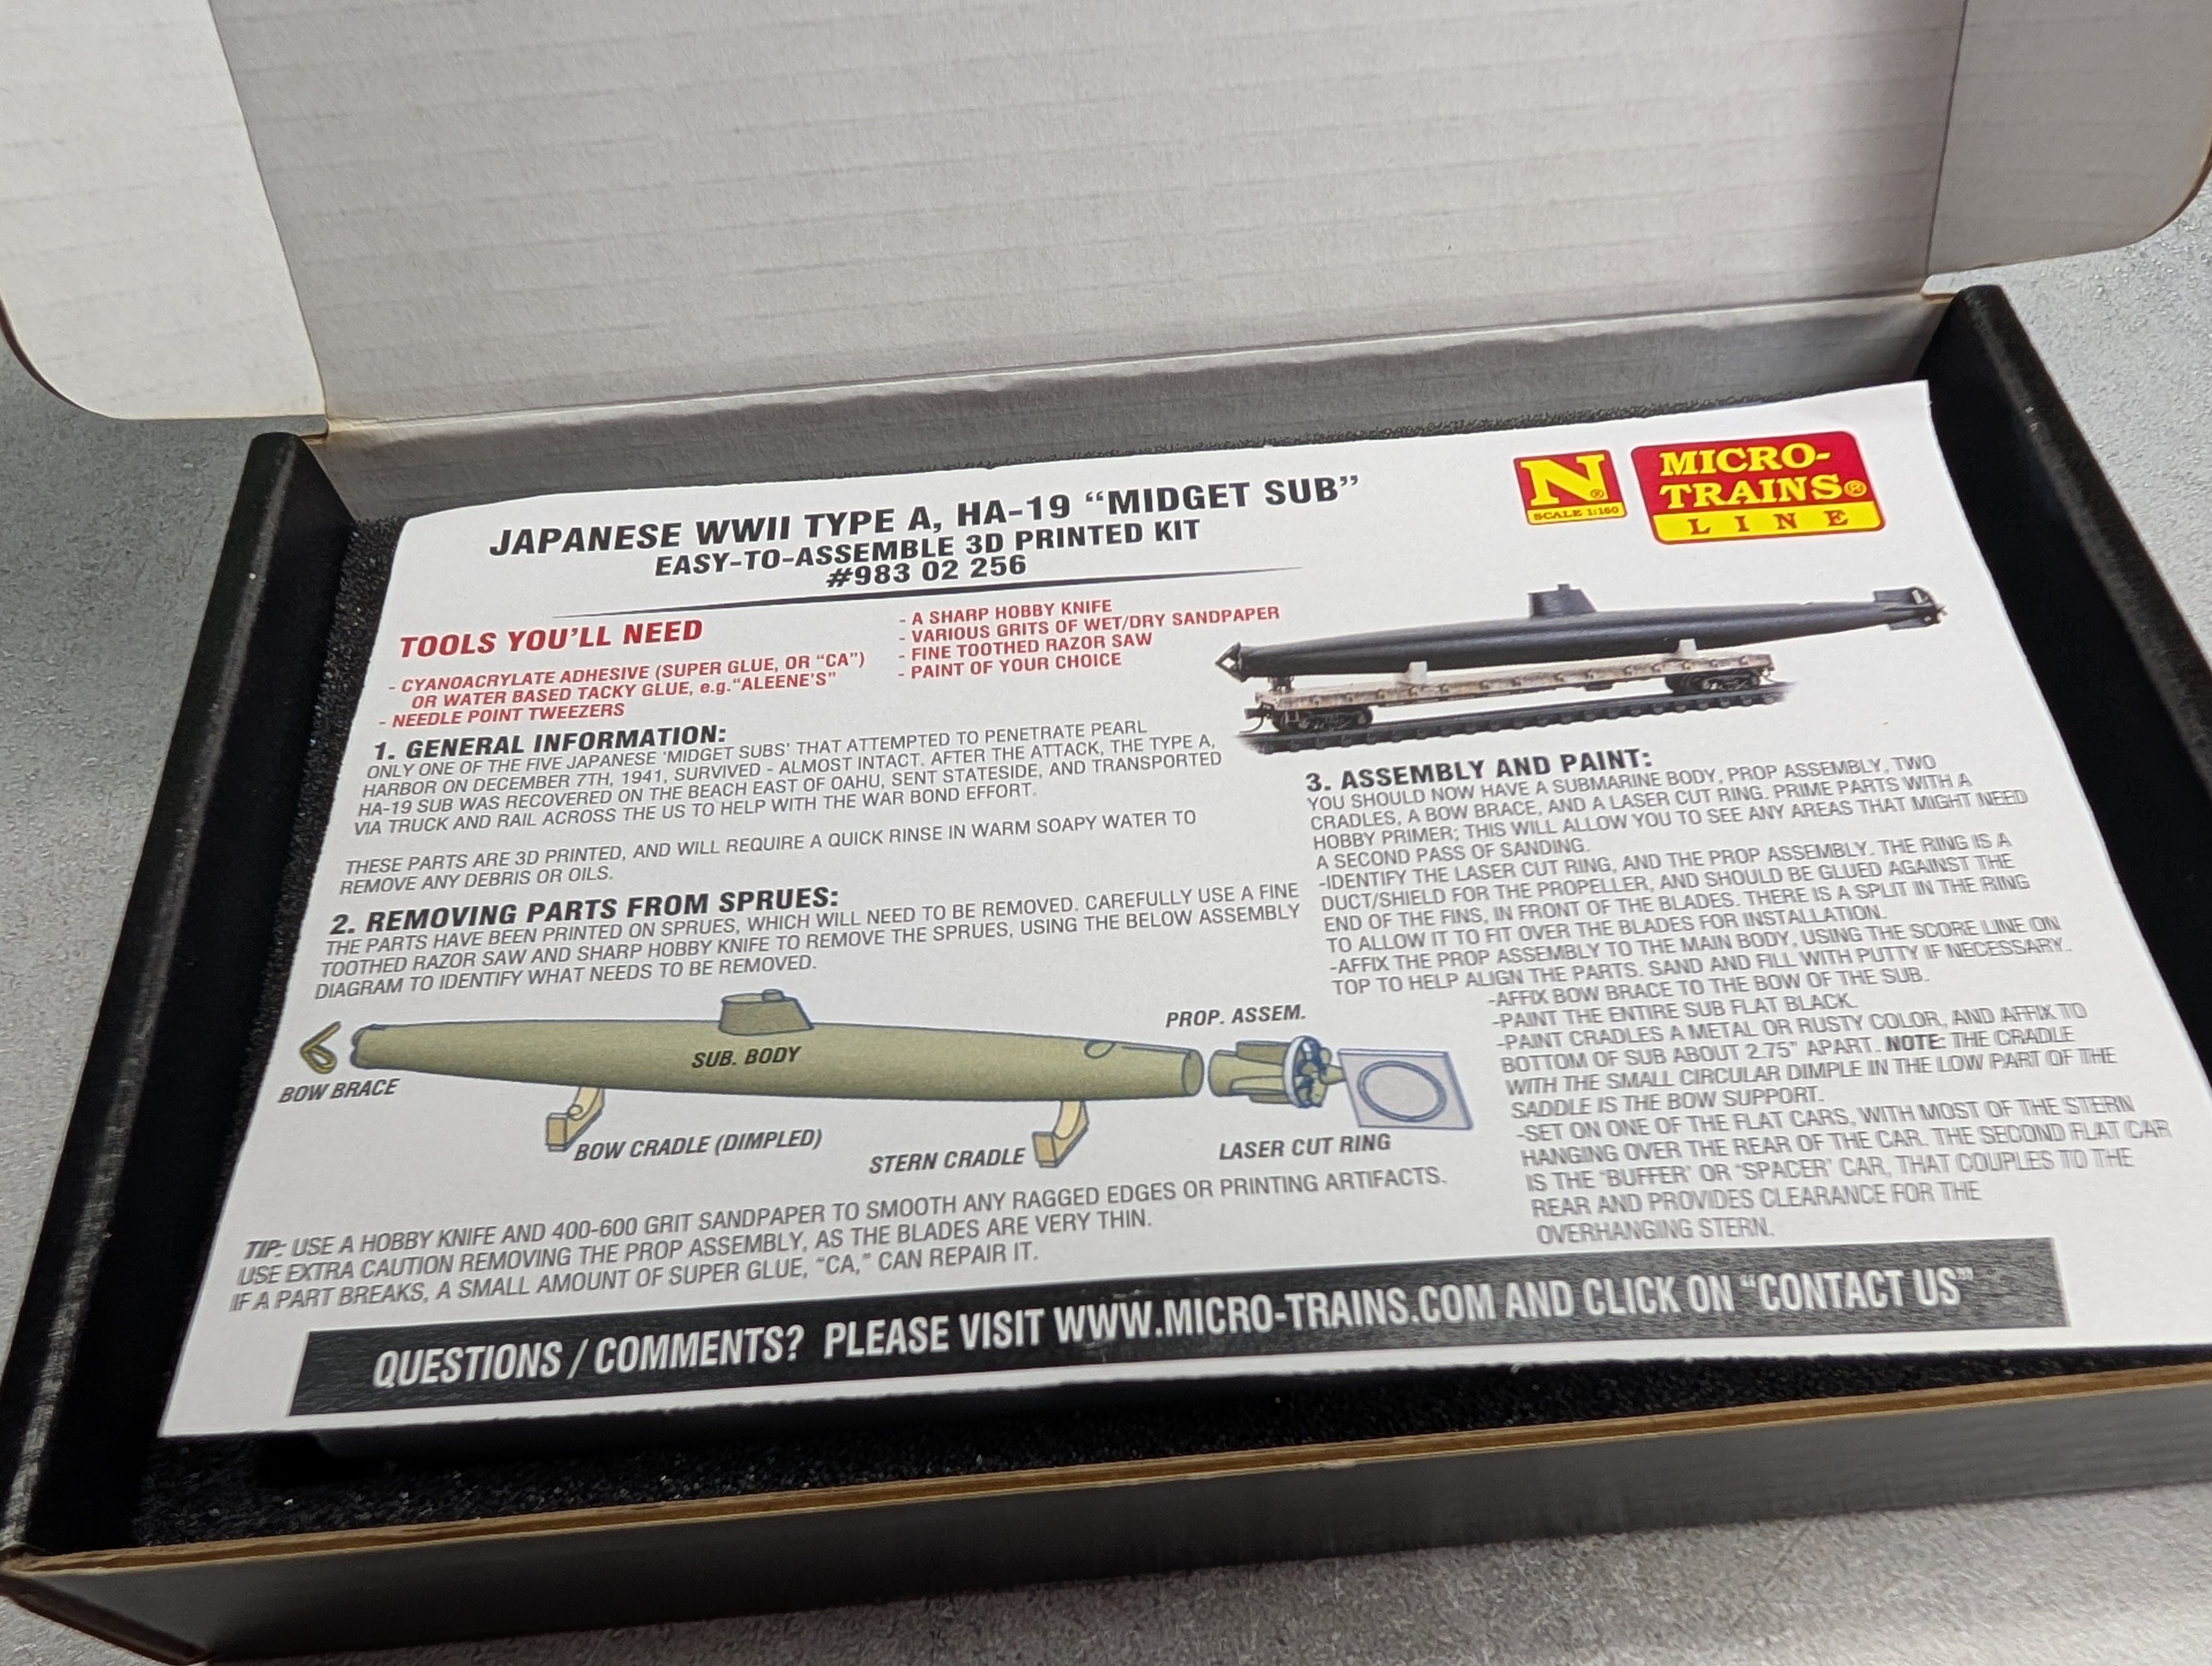 JAPANESE WWII TYPE A, HA-19 “MIDGET SUB”
EASY-TO-ASSEMBLE 3D PRINTED KIT
#983 02 256
N®
SCALE 1:160
MICRO-
TRAINS®
LINE
TOOLS YOU’LL NEED
- CYANOACRYLATE ADHESIVE (SUPER GLUE, OR “CA”)
OR WATER BASED TACKY GLUE, e.g.“ALEENE’S”
- NEEDLE POINT TWEEZERS
- A SHARP HOBBY KNIFE
- VARIOUS GRITS OF WET/DRY SANDPAPER
- FINE TOOTHED RAZOR SAW
- PAINT OF YOUR CHOICE
1. GENERAL INFORMATION:
ONLY ONE OF THE FIVE JAPANESE ‘MIDGET SUBS’ THAT ATTEMPTED TO PENETRATE PEARL
HARBOR ON DECEMBER 7TH, 1941, SURVIVED - ALMOST INTACT. AFTER THE ATTACK, THE TYPE A,
HA-19 SUB WAS RECOVERED ON THE BEACH EAST OF OAHU, SENT STATESIDE, AND TRANSPORTED
VIA TRUCK AND RAIL ACROSS THE US TO HELP WITH THE WAR BOND EFFORT.
THESE PARTS ARE 3D PRINTED, AND WILL REQUIRE A QUICK RINSE IN WARM SOAPY WATER TO
REMOVE ANY DEBRIS OR OILS.
2. REMOVING PARTS FROM SPRUES:
THE PARTS HAVE BEEN PRINTED ON SPRUES, WHICH WILL NEED TO BE REMOVED. CAREFULLY USE A FINE
TOOTHED RAZOR SAW AND SHARP HOBBY KNIFE TO REMOVE THE SPRUES, USING THE BELOW ASSEMBLY
DIAGRAM TO IDENTIFY WHAT NEEDS TO BE REMOVED.
BOW BRACE
SUB. BODY
PROP. ASSEM.
BOW CRADLE (DIMPLED)
STERN CRADLE
LASER CUT RING
TIP: USE A HOBBY KNIFE AND 400-600 GRIT SANDPAPER TO SMOOTH ANY RAGGED EDGES OR PRINTING ARTIFACTS.
USE EXTRA CAUTION REMOVING THE PROP ASSEMBLY, AS THE BLADES ARE VERY THIN.
IF A PART BREAKS, A SMALL AMOUNT OF SUPER GLUE, “CA,” CAN REPAIR IT.
3. ASSEMBLY AND PAINT:
YOU SHOULD NOW HAVE A SUBMARINE BODY, PROP ASSEMBLY, TWO
CRADLES, A BOW BRACE, AND A LASER CUT RING. PRIME PARTS WITH A
HOBBY PRIMER; THIS WILL ALLOW YOU TO SEE ANY AREAS THAT MIGHT NEED
A SECOND PASS OF SANDING.
-IDENTIFY THE LASER CUT RING, AND THE PROP ASSEMBLY. THE RING IS A
DUCT/SHIELD FOR THE PROPELLER, AND SHOULD BE GLUED AGAINST THE
END OF THE FINS, IN FRONT OF THE BLADES. THERE IS A SPLIT IN THE RING
TO ALLOW IT TO FIT OVER THE BLADES FOR INSTALLATION.
-AFFIX THE PROP ASSEMBLY TO THE MAIN BODY, USING THE SCORE LINE ON
TOP TO HELP ALIGN THE PARTS. SAND AND FILL WITH PUTTY IF NECESSARY.
-AFFIX BOW BRACE TO THE BOW OF THE SUB.
-PAINT THE ENTIRE SUB FLAT BLACK.
-PAINT CRADLES A METAL OR RUSTY COLOR, AND AFFIX TO
BOTTOM OF SUB ABOUT 2.75” APART. NOTE: THE CRADLE
WITH THE SMALL CIRCULAR DIMPLE IN THE LOW PART OF THE
SADDLE IS THE BOW SUPPORT.
-SET ON ONE OF THE FLAT CARS, WITH MOST OF THE STERN
HANGING OVER THE REAR OF THE CAR. THE SECOND FLAT CAR
IS THE “BUFFER” OR “SPACER” CAR, THAT COUPLES TO THE
REAR AND PROVIDES CLEARANCE FOR THE
OVERHANGING STERN.
QUESTIONS / COMMENTS? PLEASE VISIT WWW.MICRO-TRAINS.COM AND CLICK ON “CONTACT US”